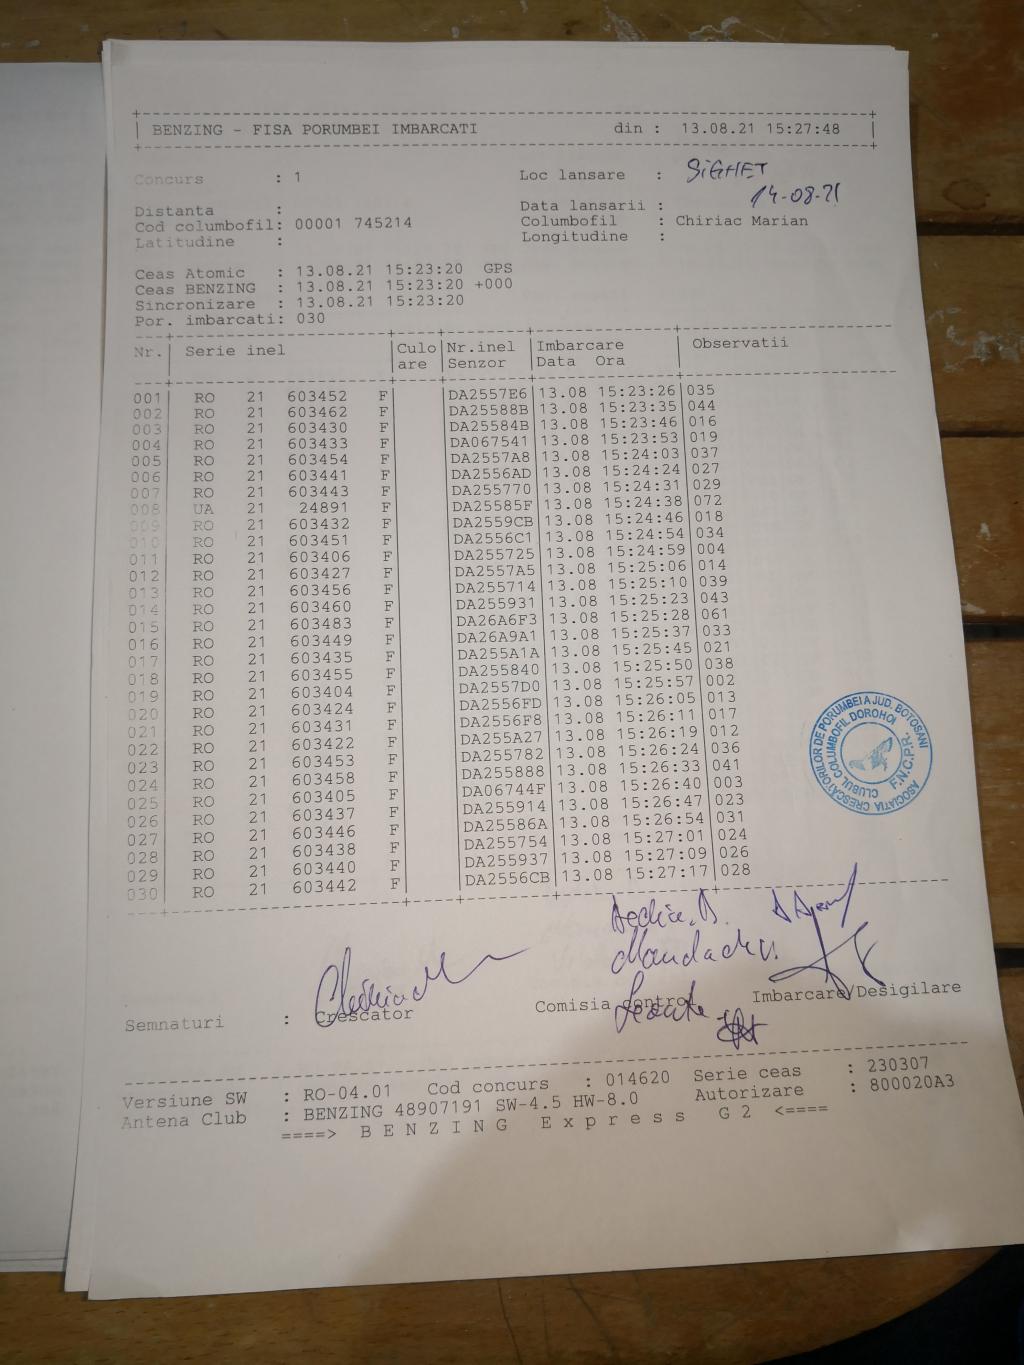 BENZING - FISA PORUMBEI IMBARCATI din : 13.08.21 15:27:48
Concurs : 1 Loc lansare : SIGHET
Data lansarii : 14-08-21
Distanta :
Cod columbofil: 00001 745214 Columbofil : Chiriac Marian
Latitudine : Longitudine :
Ceas Atomic : 13.08.21 15:23:20 GPS
Ceas BENZING : 13.08.21 15:23:20 +000
Sincronizare : 13.08.21 15:23:20
Por. imbarcati: 030
Nr. | Serie inel | Culo | Nr.inel | Imbarcare | Observatii
are | Senzor | Data Ora
001 | RO 21 603452 F | | DA2557E6 | 13.08 15:23:26 | 035
002 | RO 21 603462 F | | DA25588B | 13.08 15:23:35 | 044
003 | RO 21 603430 F | | DA25584B | 13.08 15:23:46 | 016
004 | RO 21 603433 F | | DA067541 | 13.08 15:23:53 | 019
005 | RO 21 603454 F | | DA2557A8 | 13.08 15:24:03 | 037
006 | RO 21 603441 F | | DA2556AD | 13.08 15:24:24 | 027
007 | RO 21 603443 F | | DA255770 | 13.08 15:24:31 | 029
008 | UA 21 24891 F | | DA25585F | 13.08 15:24:38 | 072
009 | RO 21 603432 F | | DA2559CB | 13.08 15:24:46 | 018
010 | RO 21 603451 F | | DA2556C1 | 13.08 15:24:54 | 034
011 | RO 21 603406 F | | DA255725 | 13.08 15:24:59 | 004
012 | RO 21 603427 F | | DA2557A5 | 13.08 15:25:06 | 014
013 | RO 21 603456 F | | DA255714 | 13.08 15:25:10 | 039
014 | RO 21 603460 F | | DA255931 | 13.08 15:25:23 | 043
015 | RO 21 603483 F | | DA26A6F3 | 13.08 15:25:28 | 061
016 | RO 21 603449 F | | DA26A9A1 | 13.08 15:25:37 | 033
017 | RO 21 603435 F | | DA255A1A | 13.08 15:25:45 | 021
018 | RO 21 603455 F | | DA255840 | 13.08 15:25:50 | 038
019 | RO 21 603404 F | | DA2557D0 | 13.08 15:25:57 | 002
020 | RO 21 603424 F | | DA2556FD | 13.08 15:26:05 | 013
021 | RO 21 603431 F | | DA2556F8 | 13.08 15:26:11 | 017
022 | RO 21 603422 F | | DA255A27 | 13.08 15:26:19 | 012
023 | RO 21 603453 F | | DA255782 | 13.08 15:26:24 | 036
024 | RO 21 603458 F | | DA255888 | 13.08 15:26:33 | 041
025 | RO 21 603405 F | | DA06744F | 13.08 15:26:40 | 003
026 | RO 21 603437 F | | DA255914 | 13.08 15:26:47 | 023
027 | RO 21 603446 F | | DA25586A | 13.08 15:26:54 | 031
028 | RO 21 603438 F | | DA255754 | 13.08 15:27:01 | 024
029 | RO 21 603440 F | | DA255937 | 13.08 15:27:09 | 026
030 | RO 21 603442 F | | DA2556CB | 13.08 15:27:17 | 028
ASOCIATIA CRESCĂTORILOR DE PORUMBEI A JUD. BOTOSANI
CLUBUL COLUMBOFIL DOROHOI
F.N.C.P.R.
Semnaturi : Crescator Comisia control Imbarcare/Desigilare
Versiune SW : RO-04.01 Cod concurs : 014620 Serie ceas : 230307
Antena Club : BENZING 48907191 SW-4.5 HW-8.0 Autorizare : 800020A3
====> B E N Z I N G E x p r e s s G 2 <====